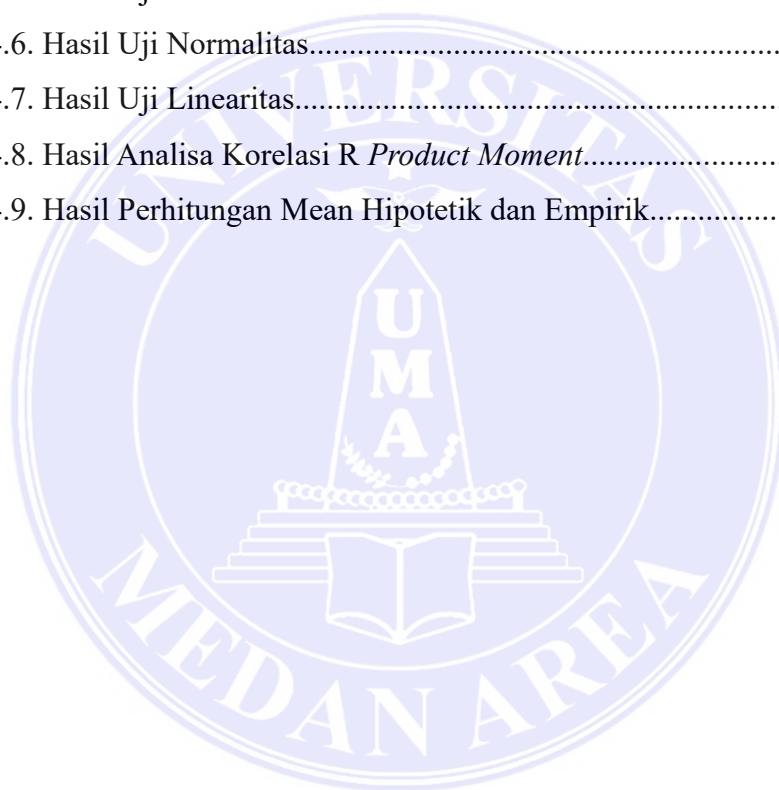 .6. Hasil Uji Normalitas.......................................................................
.7. Hasil Uji Linearitas.........................................................................
.8. Hasil Analisa Korelasi R Product Moment.............................
.9. Hasil Perhitungan Mean Hipotetik dan Empirik...................
UNIVERSITAS
U
M
A
MEDAN AREA